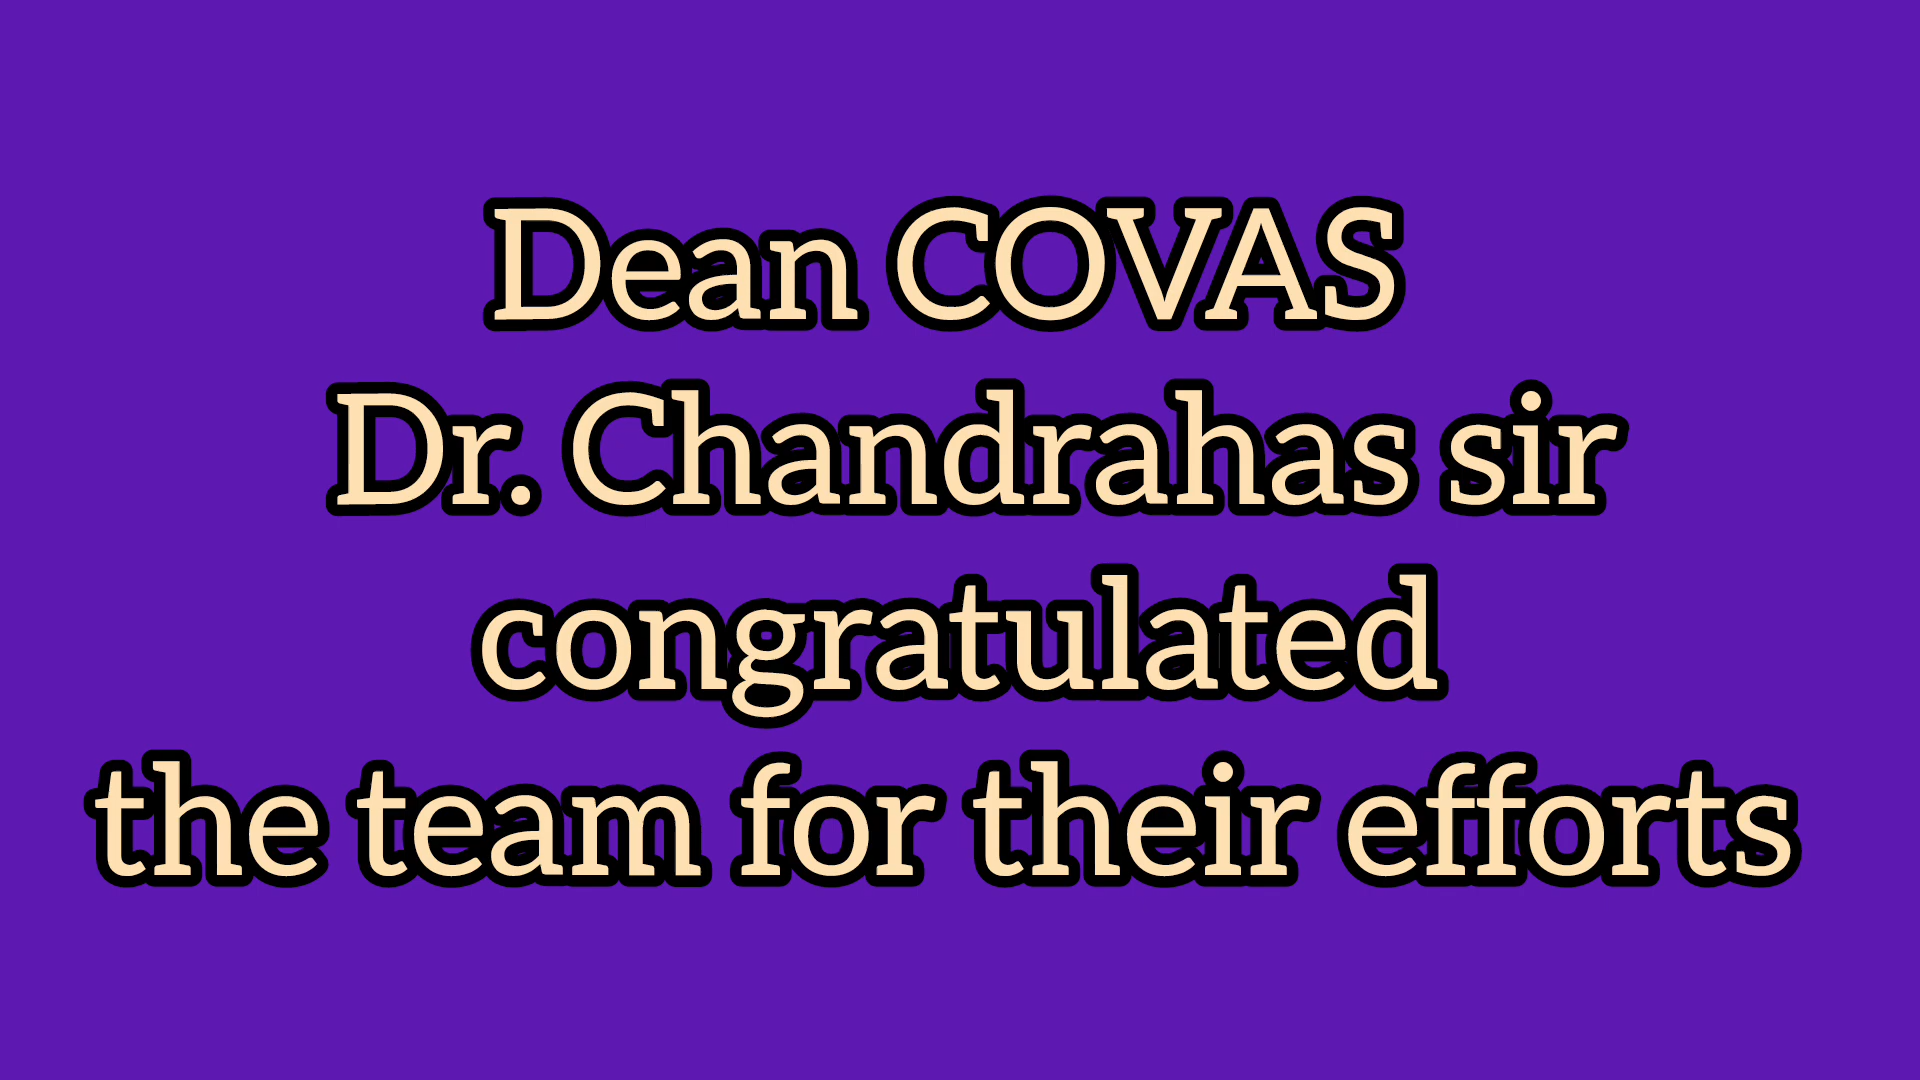 Dean COVAS
Dr. Chandrahas sir
congratulated
the team for their efforts